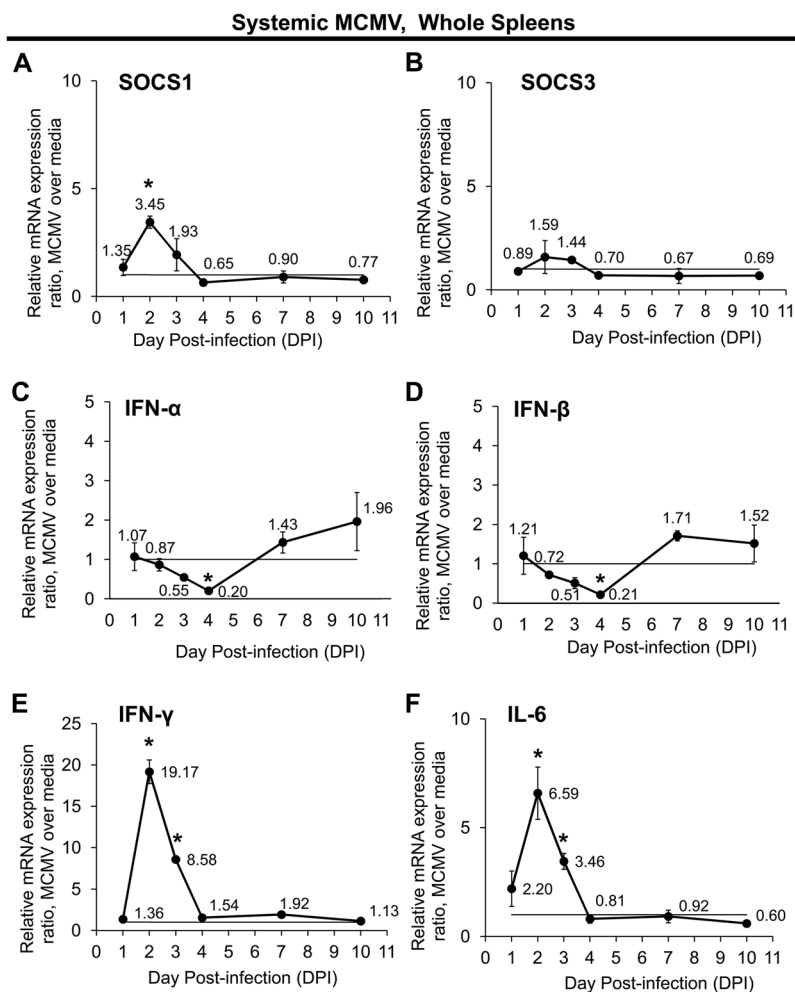 Systemic MCMV, Whole Spleens
A
SOCS1
Relative mRNA expression
ratio, MCMV over media
10
5
0
1.35
*
3.45
1.93
0.65
0.90
0.77
0 1 2 3 4 5 6 7 8 9 10 11
Day Post-infection (DPI)
B
SOCS3
Relative mRNA expression
ratio, MCMV over media
10
5
0
0.89
1.59
1.44
0.70
0.67
0.69
0 1 2 3 4 5 6 7 8 9 10 11
Day Post-infection (DPI)
C
IFN-α
Relative mRNA expression
ratio, MCMV over media
5
4
3
2
1
0
1.07
0.87
0.55
*
0.20
1.43
1.96
0 1 2 3 4 5 6 7 8 9 10 11
Day Post-infection (DPI)
D
IFN-β
Relative mRNA expression
ratio, MCMV over media
5
4
3
2
1
0
1.21
0.72
0.51
*
0.21
1.71
1.52
0 1 2 3 4 5 6 7 8 9 10 11
Day Post-infection (DPI)
E
IFN-γ
Relative mRNA expression
ratio, MCMV over media
25
20
15
10
5
0
1.36
*
19.17
*
8.58
1.54
1.92
1.13
0 1 2 3 4 5 6 7 8 9 10 11
Day Post-infection (DPI)
F
IL-6
Relative mRNA expression
ratio, MCMV over media
10
5
0
2.20
*
6.59
*
3.46
0.81
0.92
0.60
0 1 2 3 4 5 6 7 8 9 10 11
Day Post-infection (DPI)